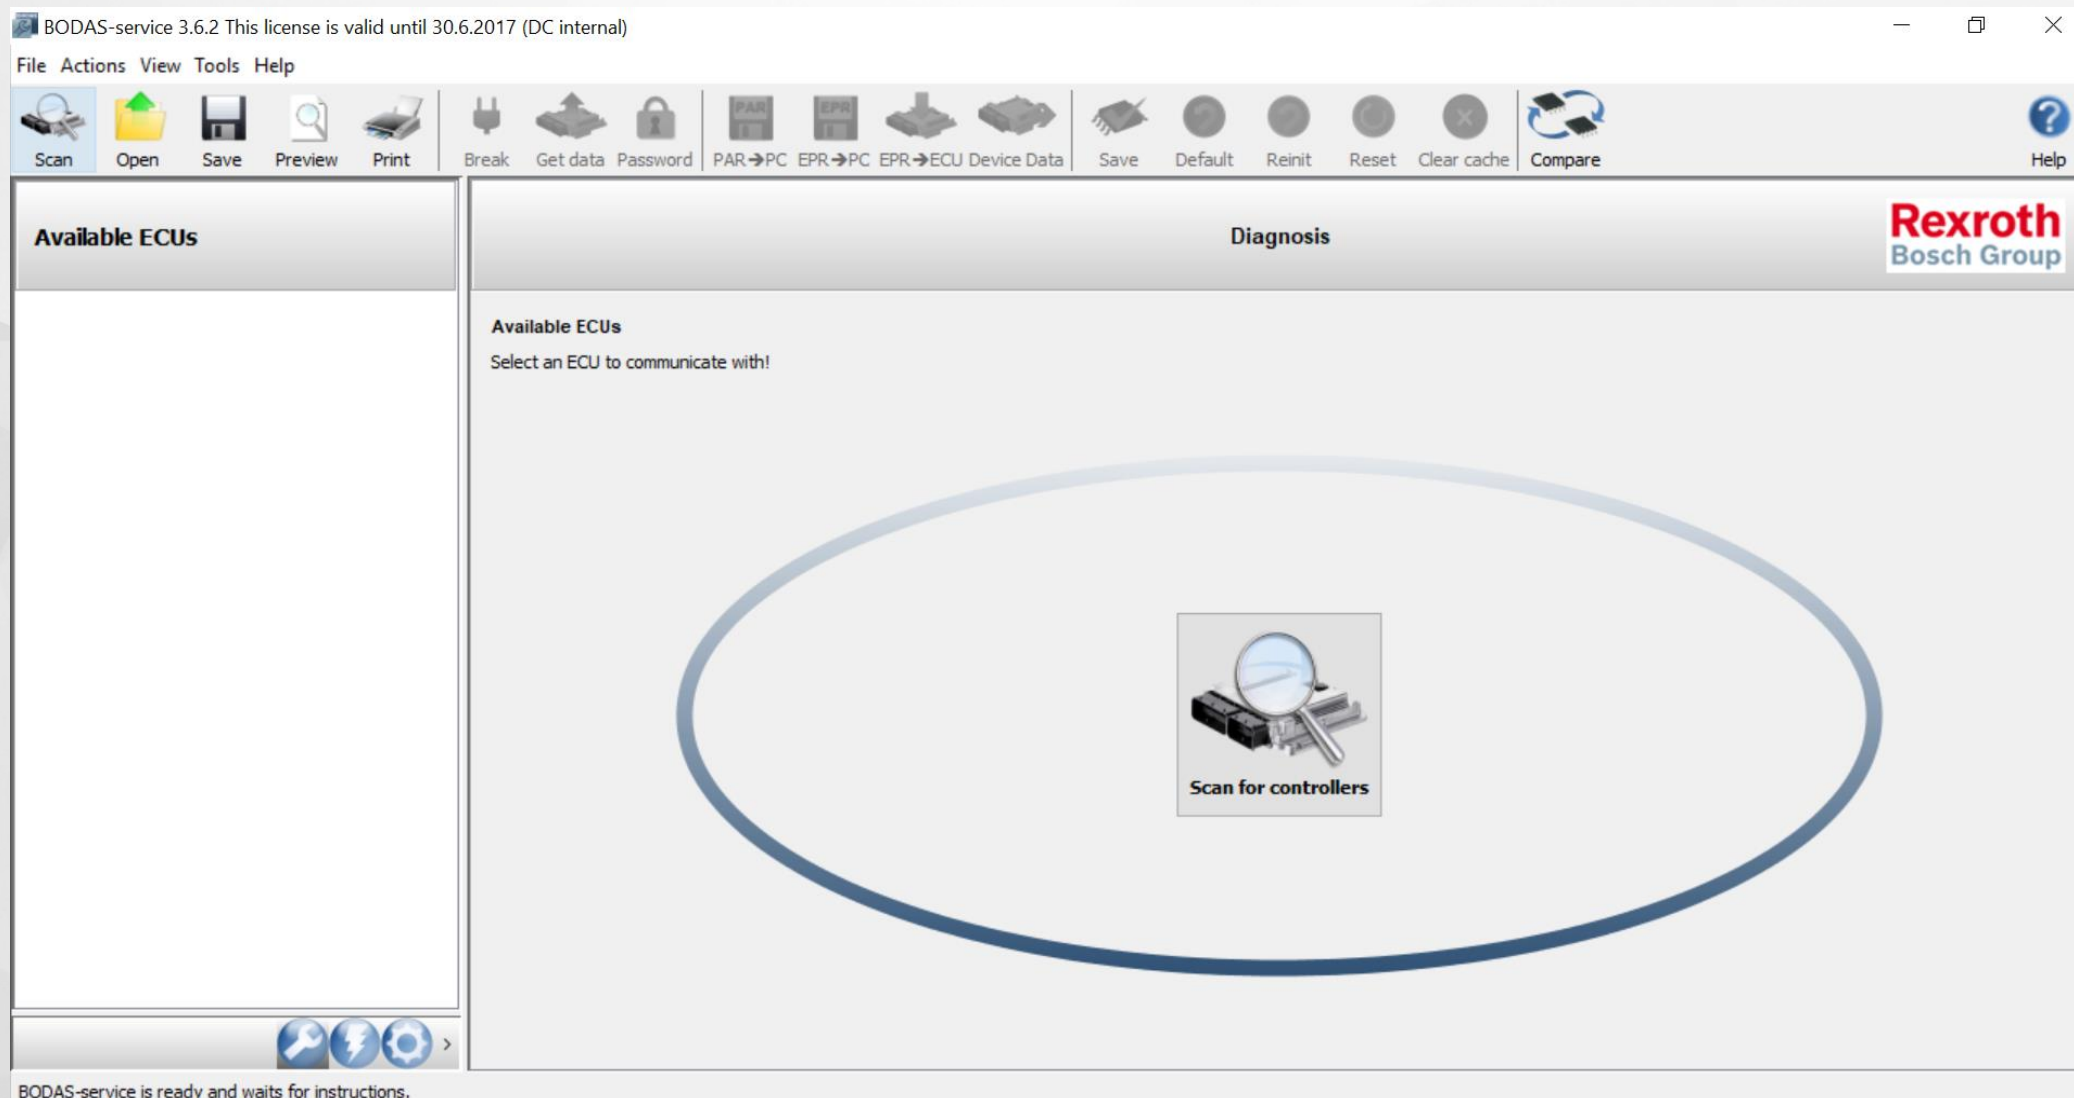 BODAS-service 3.6.2 This license is valid until 30.6.2017 (DC internal)
File Actions View Tools Help
PAR EPR
Scan Open Save Preview Print Break Get data Password PAR➔PC EPR➔PC EPR➔ECU Device Data Save Default Reinit Reset Clear cache Compare Help
Available ECUs
Diagnosis
Rexroth
Bosch Group
Available ECUs
Select an ECU to communicate with!
Scan for controllers
BODAS-service is ready and waits for instructions.